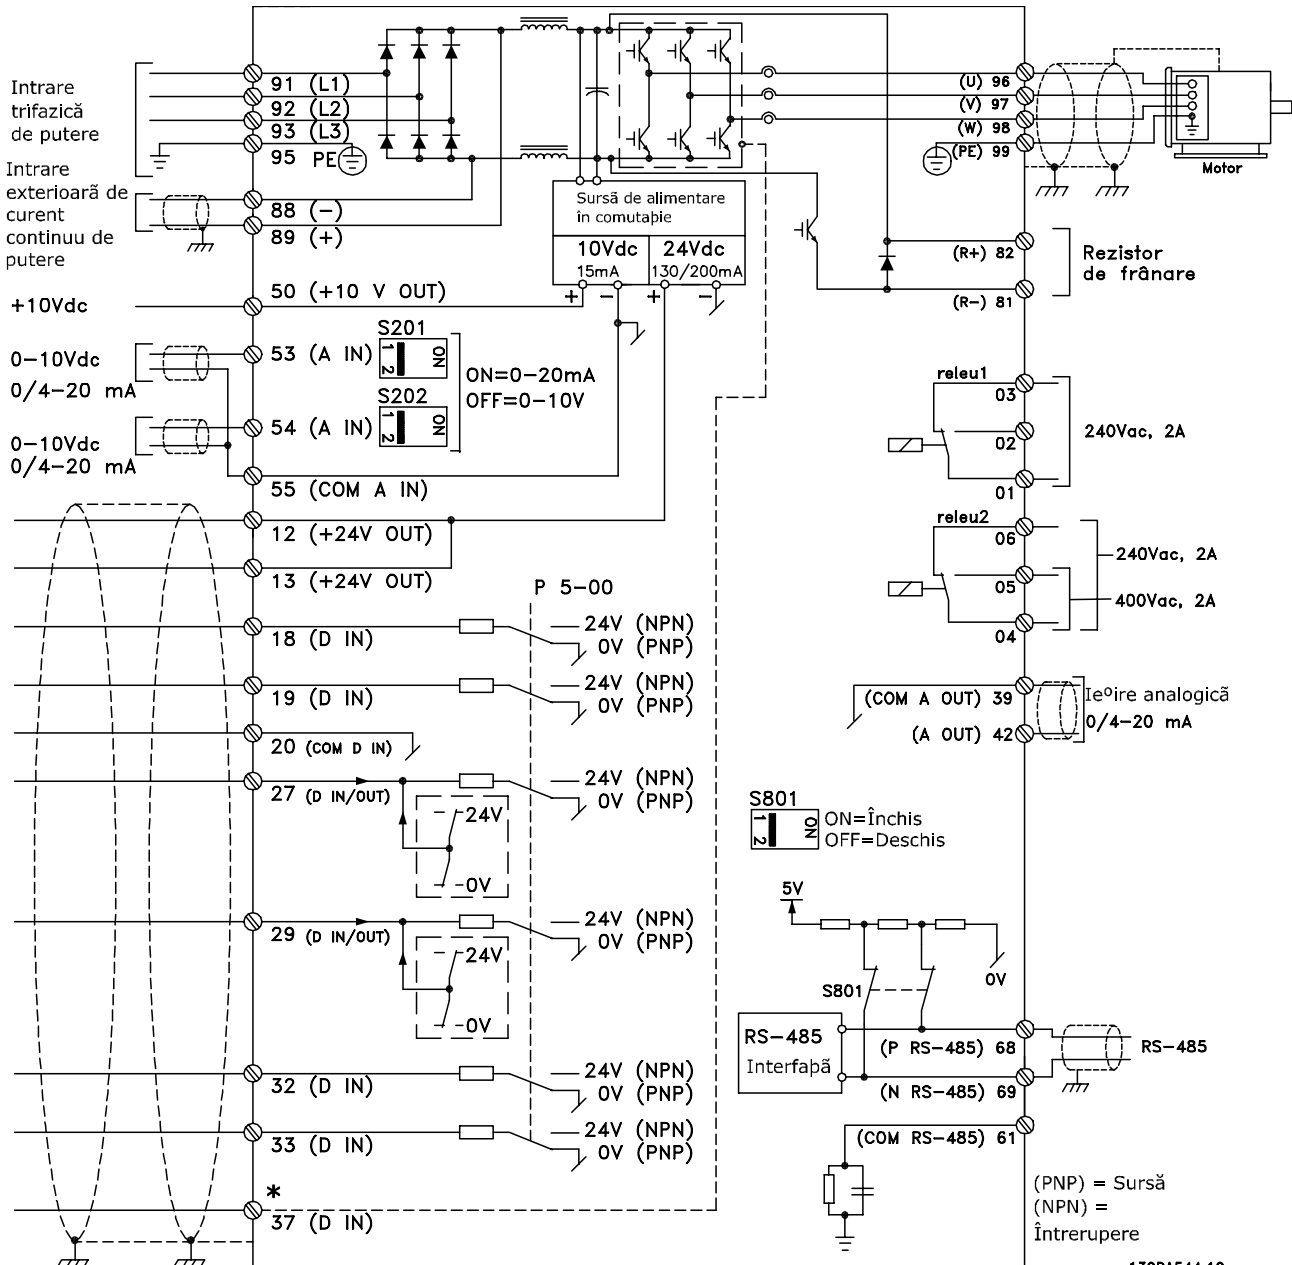 Intrare
trifazică
de putere
91 (L1)
92 (L2)
93 (L3)
95 PE
Intrare
exterioară de
curent
continuu de
putere
88 (−)
89 (+)
+10Vdc
50 (+10 V OUT)
0−10Vdc
0/4−20 mA
53 (A IN)
S201
1 2 ON
ON=0−20mA
OFF=0−10V
S202
1 2 ON
0−10Vdc
0/4−20 mA
54 (A IN)
55 (COM A IN)
12 (+24V OUT)
13 (+24V OUT)
P 5-00
18 (D IN)
24V (NPN)
0V (PNP)
19 (D IN)
24V (NPN)
0V (PNP)
20 (COM D IN)
27 (D IN/OUT)
24V (NPN)
0V (PNP)
24V
0V
29 (D IN/OUT)
24V (NPN)
0V (PNP)
24V
0V
32 (D IN)
24V (NPN)
0V (PNP)
33 (D IN)
24V (NPN)
0V (PNP)
*
37 (D IN)
Sursă de alimentare
în comutaþie
10Vdc
15mA
24Vdc
130/200mA
+ − + −
(U) 96
(V) 97
(W) 98
(PE) 99
Motor
(R+) 82
(R−) 81
Rezistor
de frânare
releu1
03
02
01
240Vac, 2A
releu2
06
05
04
240Vac, 2A
400Vac, 2A
(COM A OUT) 39
(A OUT) 42
Ieºire analogică
0/4−20 mA
S801
1 2 ON
ON=Închis
OFF=Deschis
5V
0V
S801
RS-485
Interfaþă
(P RS−485) 68
(N RS−485) 69
RS-485
(COM RS−485) 61
(PNP) = Sursă
(NPN) =
Întrerupere